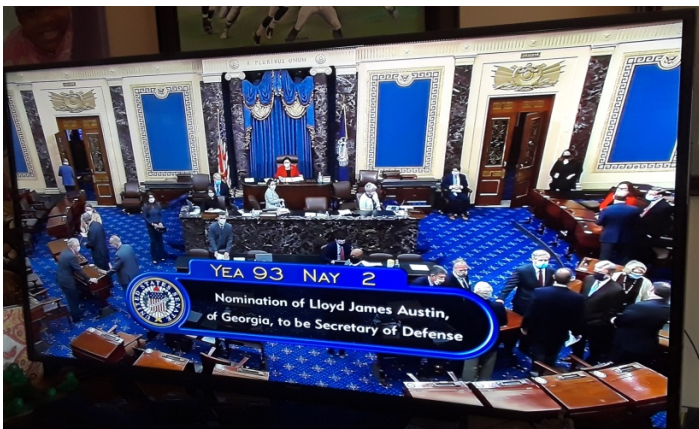 E PLURIBUS UNUM
YEA 93 NAY 2
Nomination of Lloyd James Austin,
of Georgia, to be Secretary of Defense